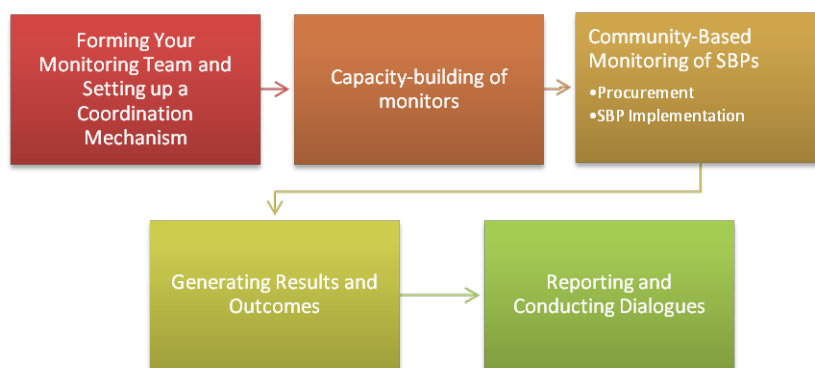 Forming Your
Monitoring Team and
Setting up a
Coordination
Mechanism
Capacity-building of
monitors
Community-Based
Monitoring of SBPs
•Procurement
•SBP Implementation
Generating Results and
Outcomes
Reporting and
Conducting Dialogues